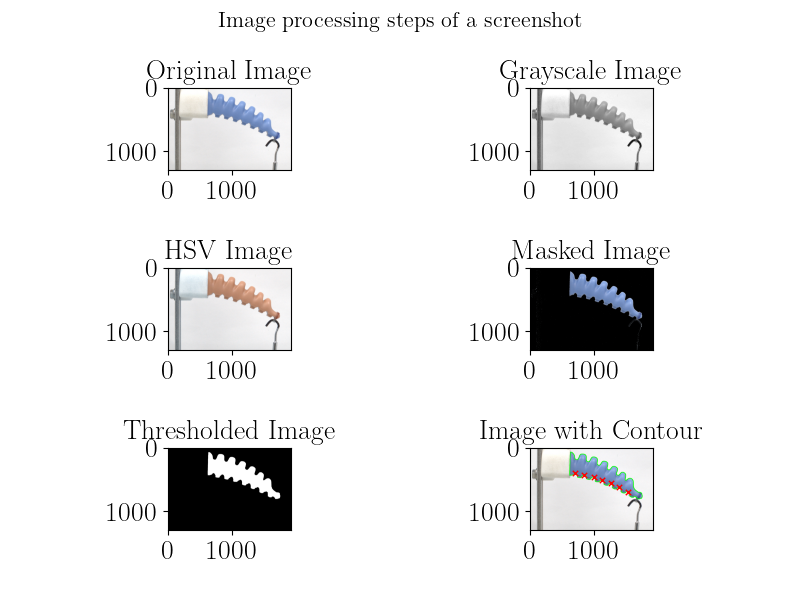 Image processing steps of a screenshot
Original Image
Grayscale Image
0
1000
0 1000
0
1000
0 1000
HSV Image
Masked Image
0
1000
0 1000
0
1000
0 1000
Thresholded Image
Image with Contour
0
1000
0 1000
0
1000
0 1000